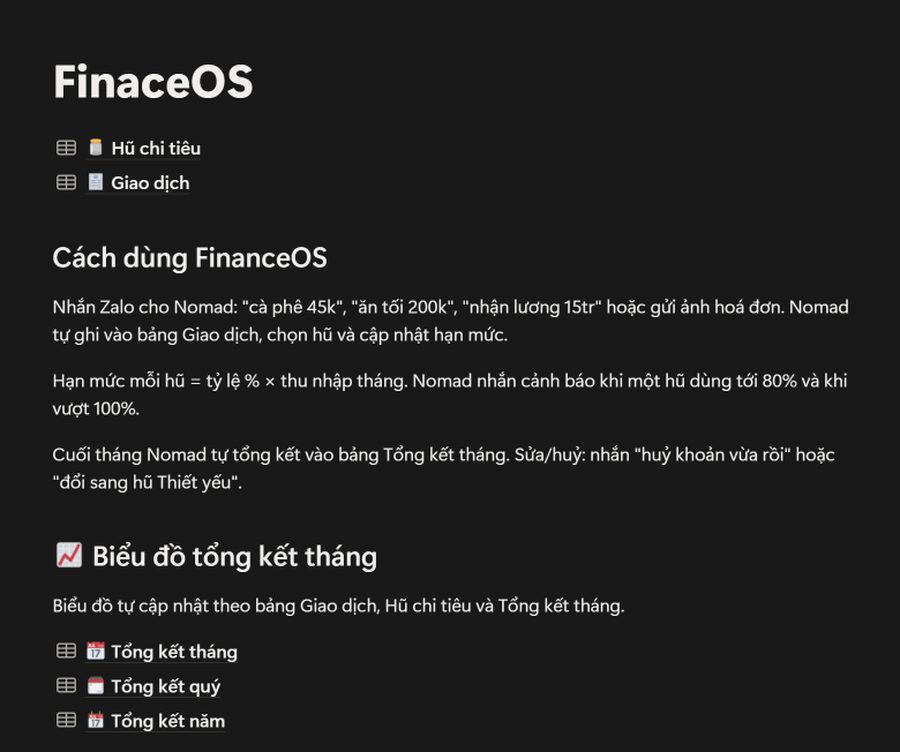 FinaceOS
Hũ chi tiêu
Giao dịch
Cách dùng FinanceOS
Nhắn Zalo cho Nomad: "cà phê 45k", "ăn tối 200k", "nhận lương 15tr" hoặc gửi ảnh hoá đơn. Nomad
tự ghi vào bảng Giao dịch, chọn hũ và cập nhật hạn mức.
Hạn mức mỗi hũ = tỷ lệ % × thu nhập tháng. Nomad nhắn cảnh báo khi một hũ dùng tới 80% và khi
vượt 100%.
Cuối tháng Nomad tự tổng kết vào bảng Tổng kết tháng. Sửa/huỷ: nhắn "huỷ khoản vừa rồi" hoặc
"đổi sang hũ Thiết yếu".
Biểu đồ tổng kết tháng
Biểu đồ tự cập nhật theo bảng Giao dịch, Hũ chi tiêu và Tổng kết tháng.
Tổng kết tháng
Tổng kết quý
Tổng kết năm